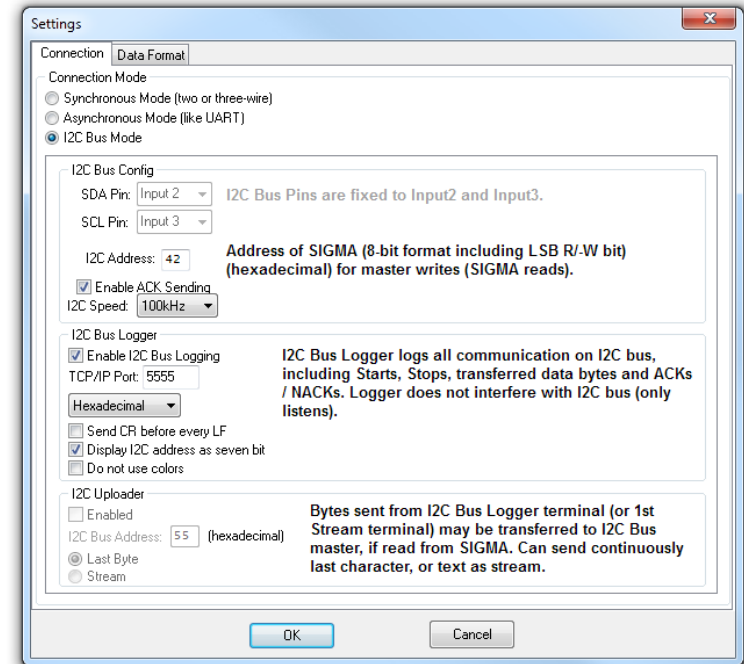 Settings
Connection
Data Format
Connection Mode
Synchronous Mode (two or three-wire)
Asynchronous Mode (like UART)
I2C Bus Mode
I2C Bus Config
SDA Pin: Input 2
I2C Bus Pins are fixed to Input2 and Input3.
SCL Pin: Input 3
I2C Address: 42
Address of SIGMA (8-bit format including LSB R/-W bit)
(hexadecimal) for master writes (SIGMA reads).
Enable ACK Sending
I2C Speed: 100kHz
I2C Bus Logger
Enable I2C Bus Logging
TCP/IP Port: 5555
Hexadecimal
Send CR before every LF
Display I2C address as seven bit
Do not use colors
I2C Bus Logger logs all communication on I2C bus,
including Starts, Stops, transferred data bytes and ACKs
/ NACKs. Logger does not interfere with I2C bus (only
listens).
I2C Uploader
Enabled
I2C Bus Address: 55 (hexadecimal)
Last Byte
Stream
Bytes sent from I2C Bus Logger terminal (or 1st
Stream terminal) may be transferred to I2C Bus
master, if read from SIGMA. Can send continuously
last character, or text as stream.
OK
Cancel